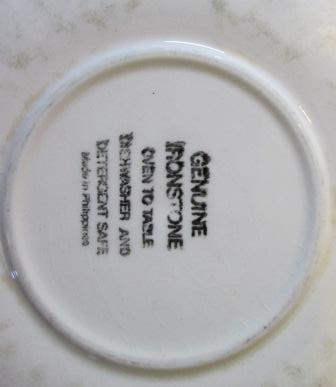 GENUINE
IRONSTONE
OVEN TO TABLE
DISHWASHER AND
DETERGENT SAFE
Made in Philippines